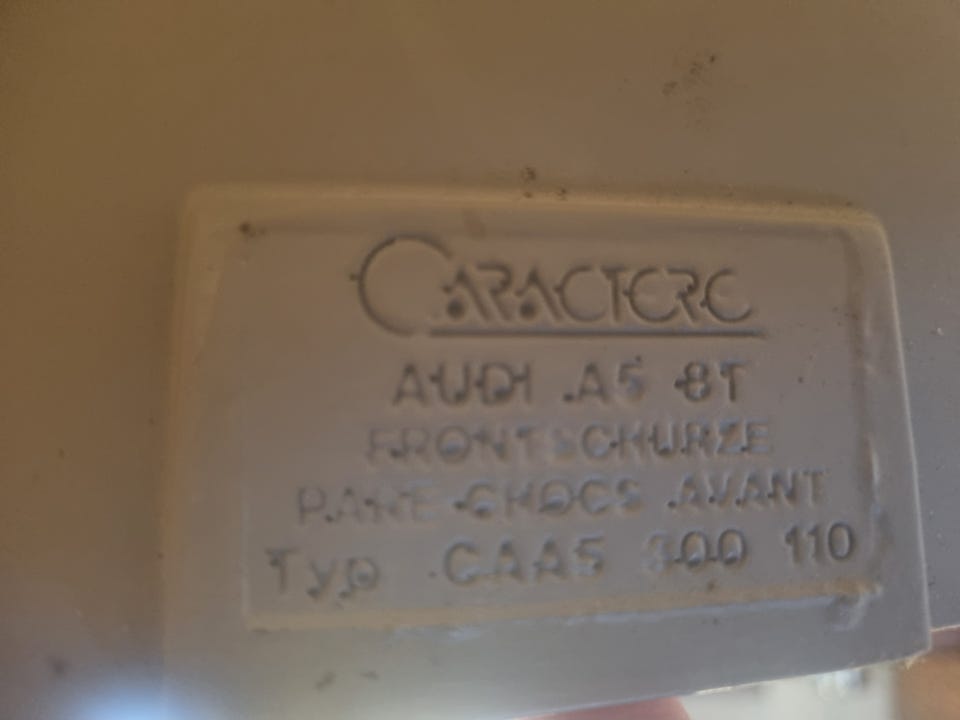 CARACTERE
AUDI A5 8T
FRONTSCHURZE
PARE-CHOCS AVANT
Typ CAA5 300 110